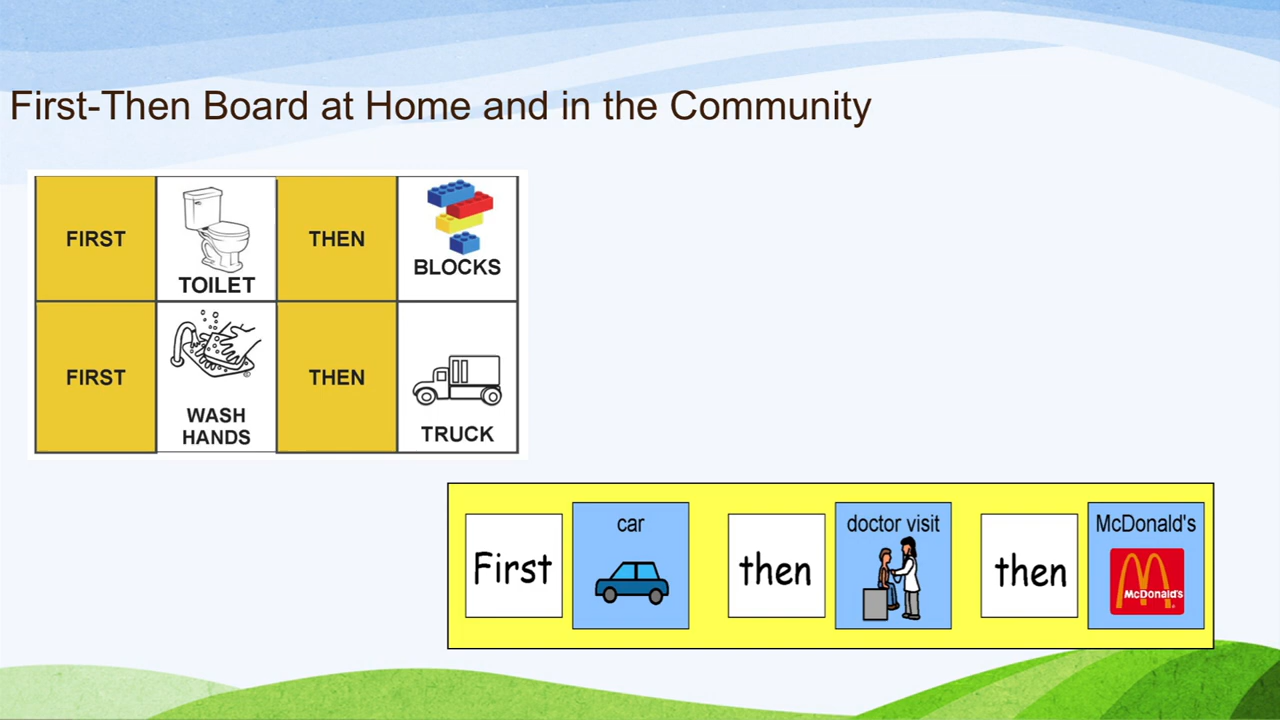 First-Then Board at Home and in the Community
FIRST
TOILET
THEN
BLOCKS
FIRST
WASH
HANDS
THEN
TRUCK
First
car
then
doctor visit
then
McDonald's
McDonald's